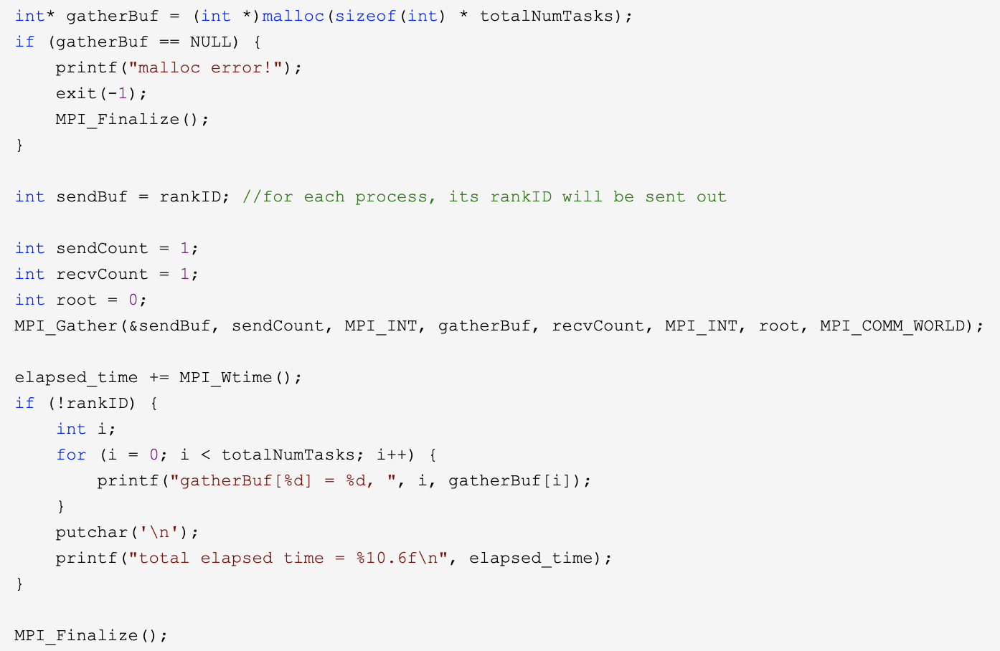 int* gatherBuf = (int *)malloc(sizeof(int) * totalNumTasks);
if (gatherBuf == NULL) {
    printf("malloc error!");
    exit(-1);
    MPI_Finalize();
}

int sendBuf = rankID; //for each process, its rankID will be sent out

int sendCount = 1;
int recvCount = 1;
int root = 0;
MPI_Gather(&sendBuf, sendCount, MPI_INT, gatherBuf, recvCount, MPI_INT, root, MPI_COMM_WORLD);

elapsed_time += MPI_Wtime();
if (!rankID) {
    int i;
    for (i = 0; i < totalNumTasks; i++) {
        printf("gatherBuf[%d] = %d, ", i, gatherBuf[i]);
    }
    putchar('\n');
    printf("total elapsed time = %10.6f\n", elapsed_time);
}

MPI_Finalize();